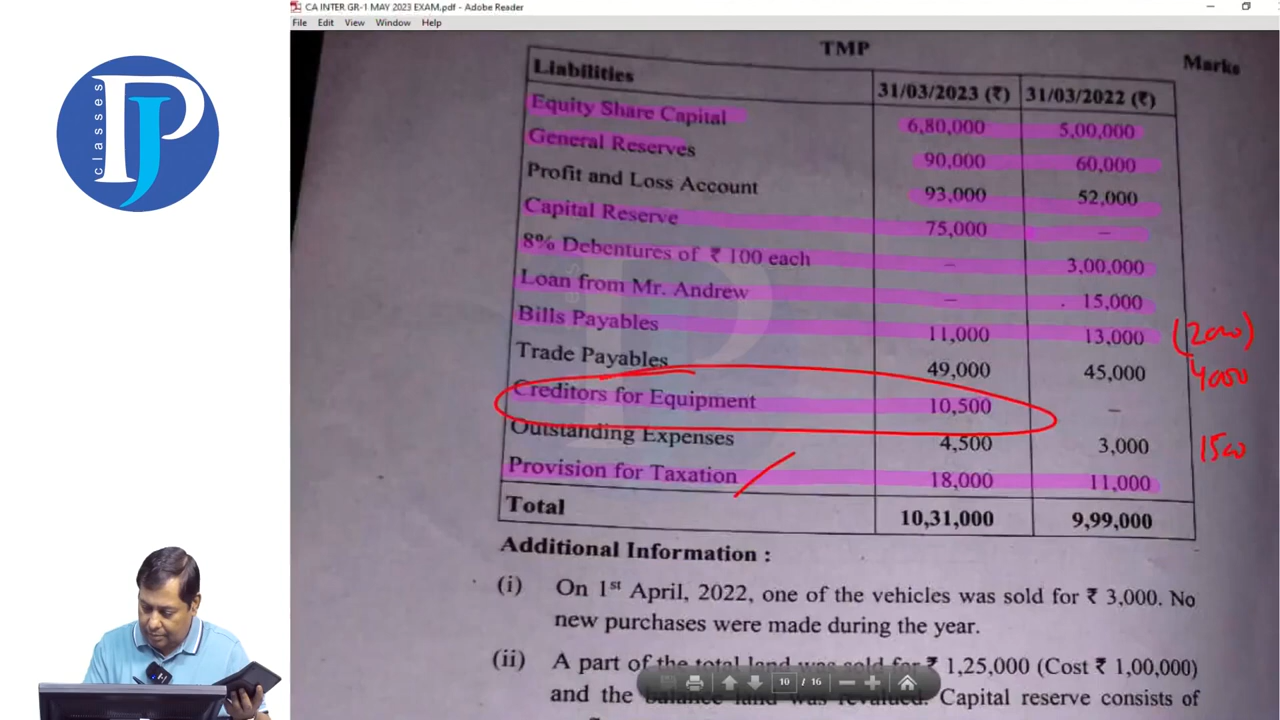 CA INTER GR-1 MAY 2023 EXAM.pdf - Adobe Reader
File Edit View Window Help
classes
PJ
TMP
Marks
Liabilities 31/03/2023 (₹) 31/03/2022 (₹)
Equity Share Capital 6,80,000 5,00,000
General Reserves 90,000 60,000
Profit and Loss Account 93,000 52,000
Capital Reserve 75,000 –
8% Debentures of ₹ 100 each – 3,00,000
Loan from Mr. Andrew – 15,000
Bills Payables 11,000 13,000 (2000)
Trade Payables 49,000 45,000 4000
Creditors for Equipment 10,500 –
Outstanding Expenses 4,500 3,000 1500
Provision for Taxation 18,000 11,000
Total 10,31,000 9,99,000
Additional Information :
(i) On 1st April, 2022, one of the vehicles was sold for ₹ 3,000. No
new purchases were made during the year.
(ii) A part of the total land was sold for ₹ 1,25,000 (Cost ₹ 1,00,000)
and the balance land was revalued. Capital reserve consists of
10 / 16